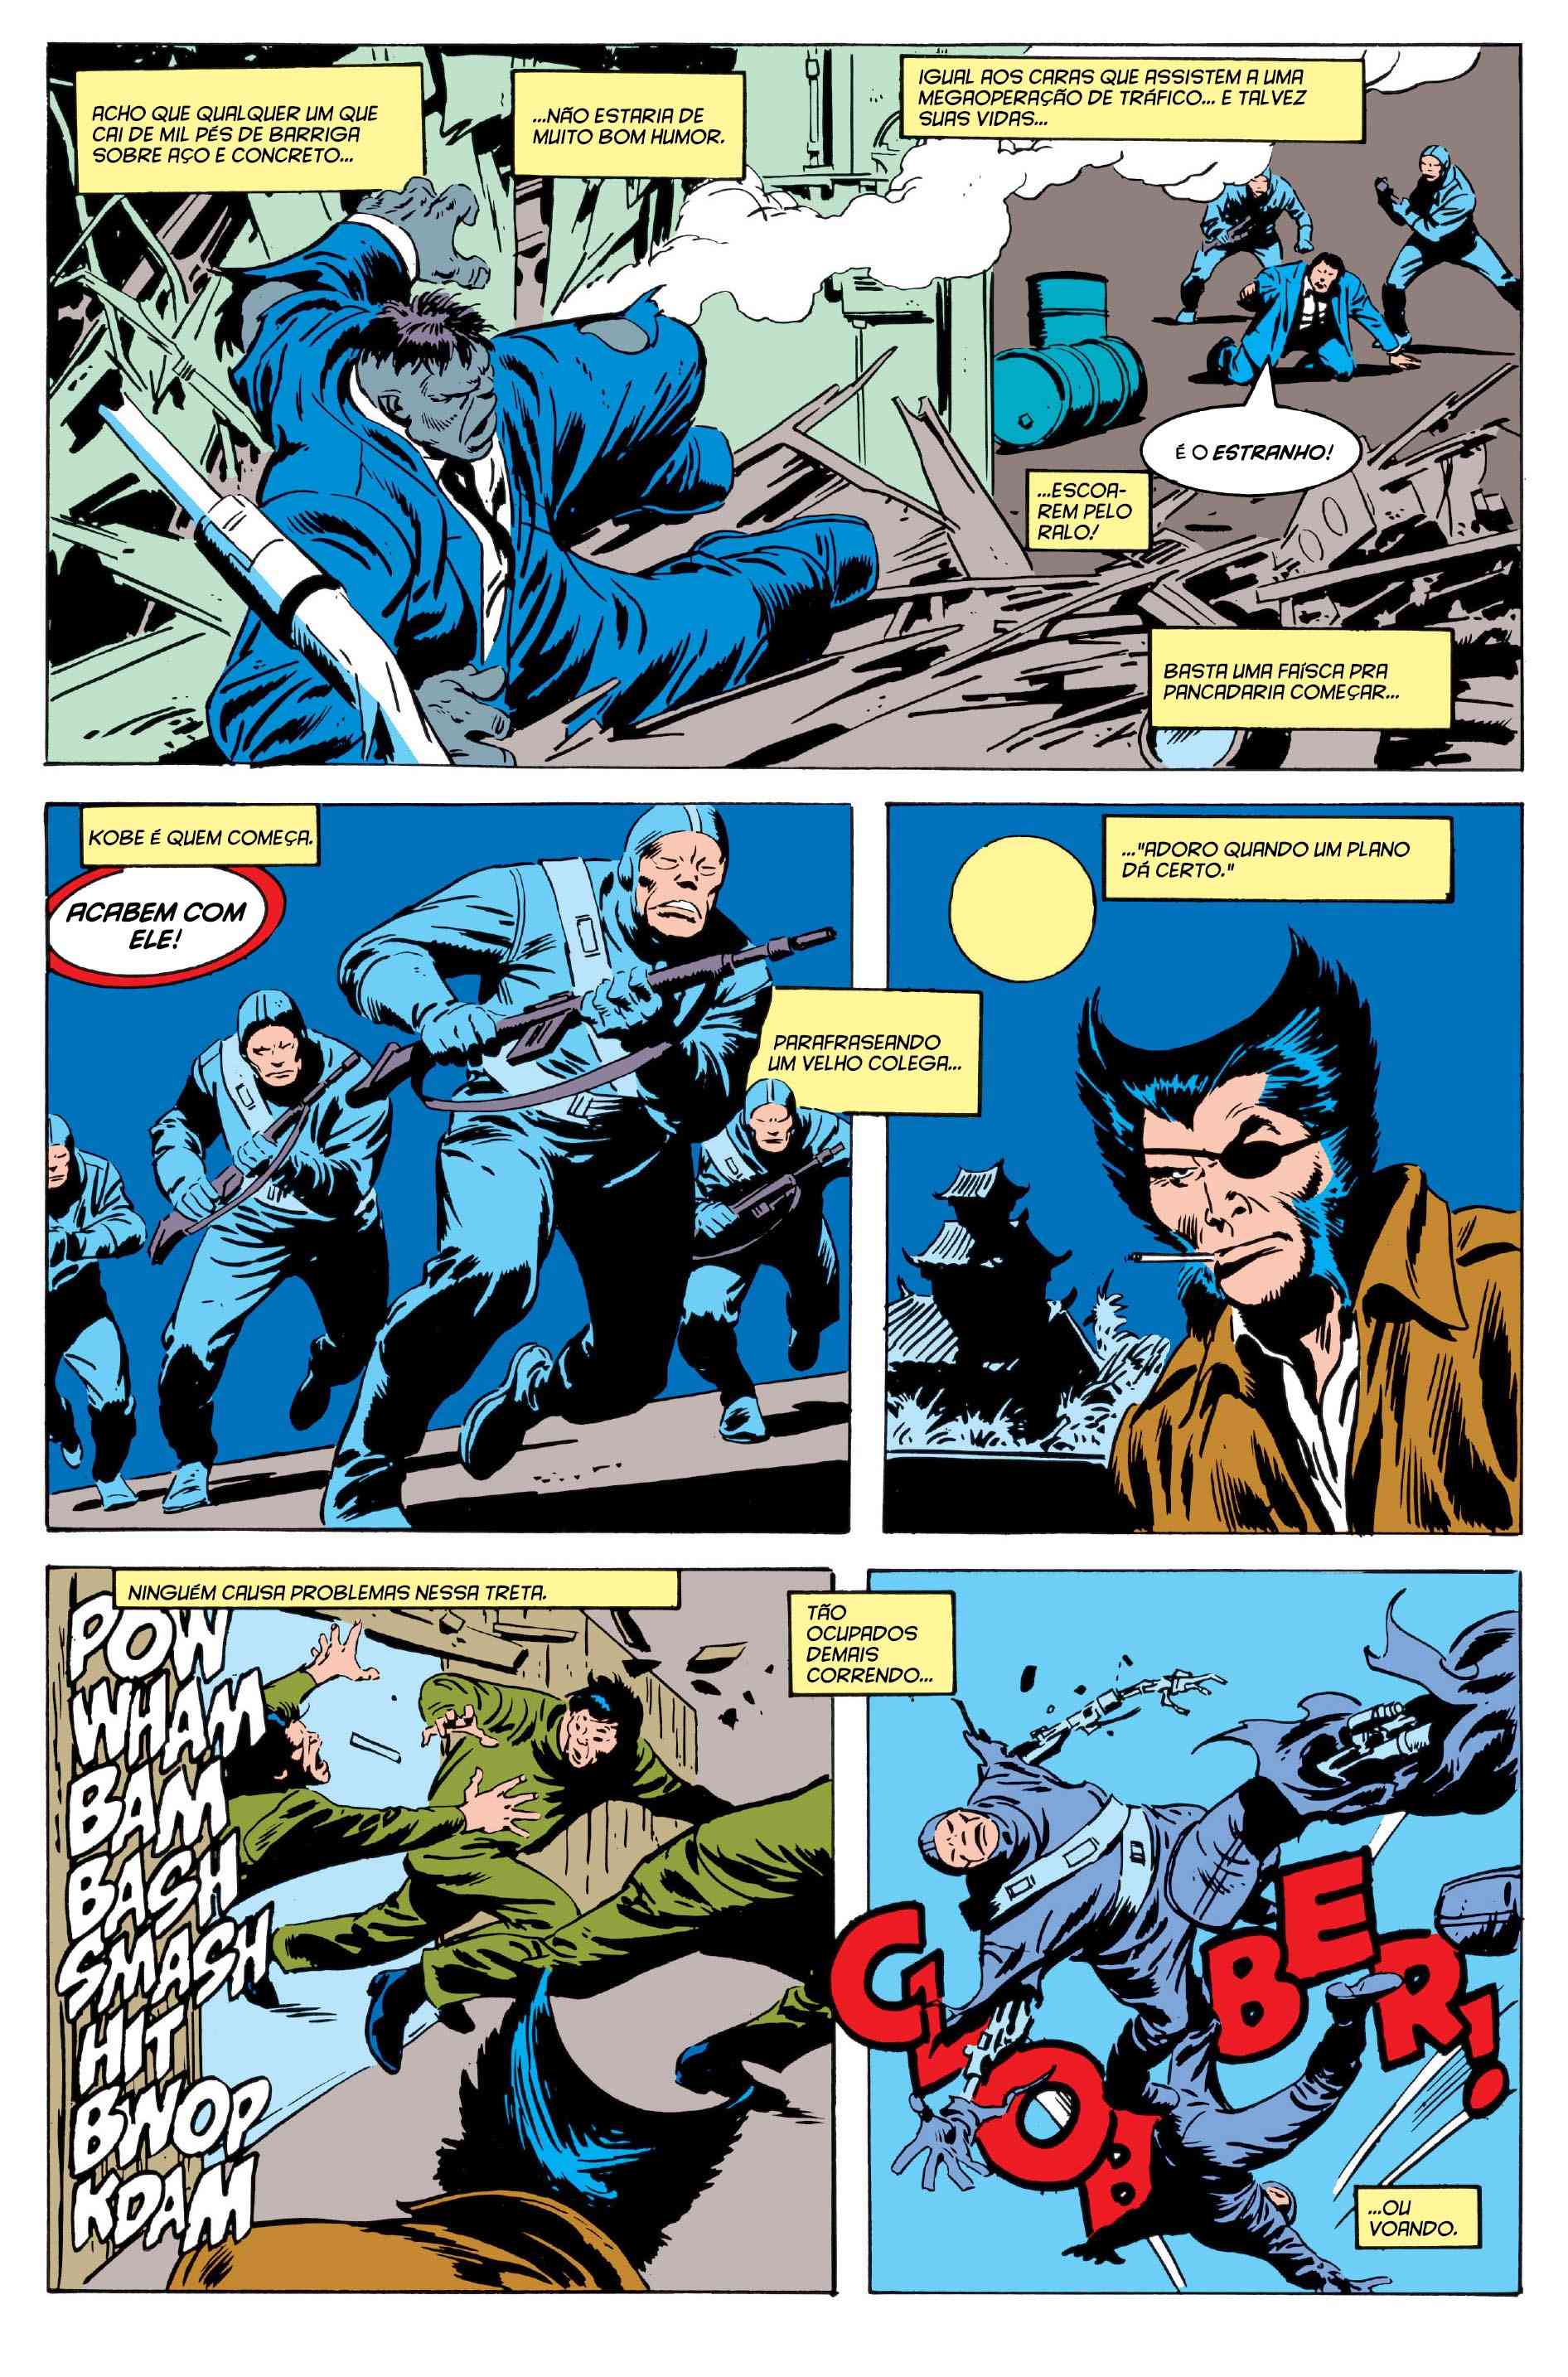 ACHO QUE QUALQUER UM QUE
CAI DE MIL PÉS DE BARRIGA
SOBRE AÇO E CONCRETO...
...NÃO ESTARIA DE
MUITO BOM HUMOR.
IGUAL AOS CARAS QUE ASSISTEM A UMA
MEGAOPERAÇÃO DE TRÁFICO... E TALVEZ
SUAS VIDAS...
É O ESTRANHO!
...ESCOA-
REM PELO
RALO!
BASTA UMA FAÍSCA PRA
PANCADARIA COMEÇAR...
KOBE É QUEM COMEÇA.
ACABEM COM
ELE!
PARAFRASEANDO
UM VELHO COLEGA...
..."ADORO QUANDO UM PLANO
DÁ CERTO."
NINGUÉM CAUSA PROBLEMAS NESSA TRETA.
POW
WHAM
BAM
BASH
SMASH
HIT
BWOP
KDAM
TÃO
OCUPADOS
DEMAIS
CORRENDO...
CLOBBER!
...OU
VOANDO.